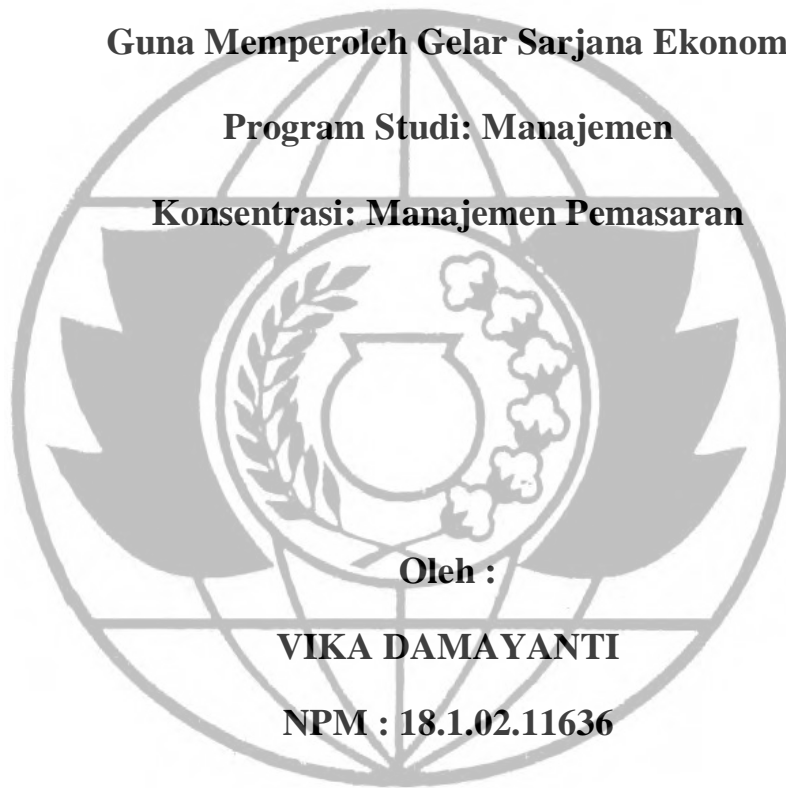 Guna Memperoleh Gelar Sarjana Ekonom
Program Studi: Manajemen
Konsentrasi: Manajemen Pemasaran
Oleh :
VIKA DAMAYANTI
NPM : 18.1.02.11636